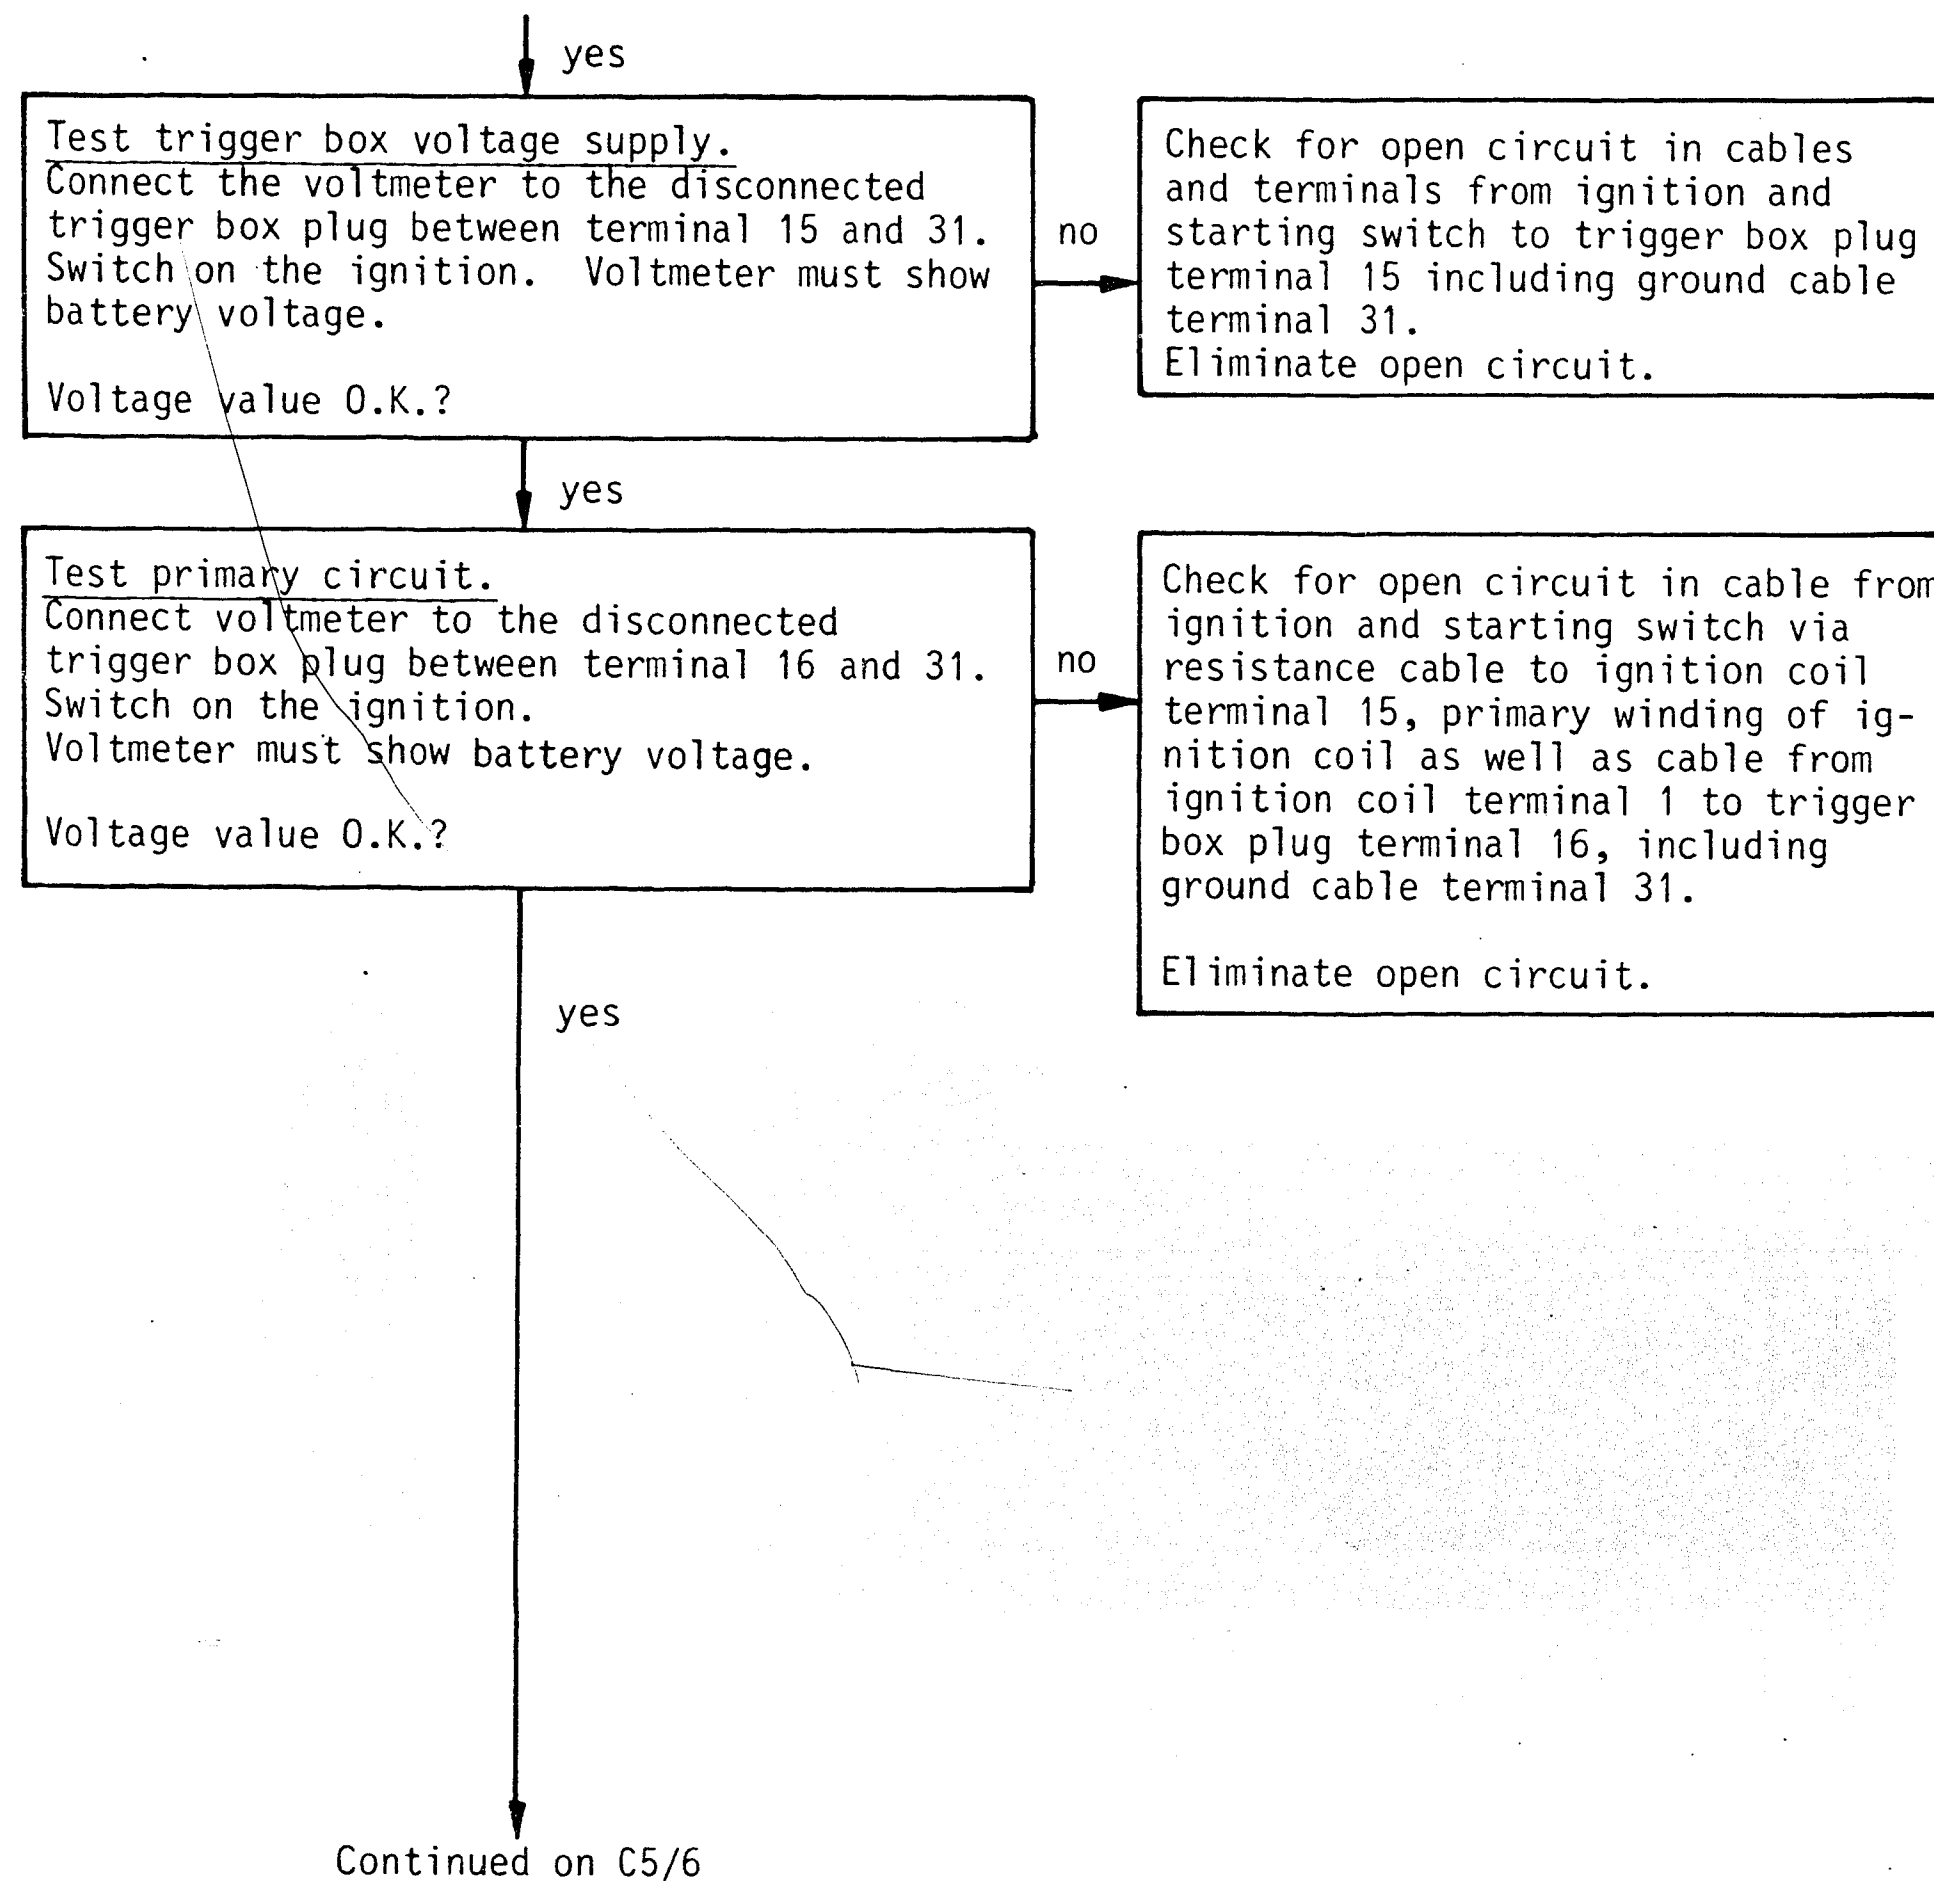 yes
Test trigger box voltage supply.
Connect the voltmeter to the disconnected
trigger box plug between terminal 15 and 31.
Switch on the ignition. Voltmeter must show
battery voltage.
Voltage value O.K.?
no
Check for open circuit in cables
and terminals from ignition and
starting switch to trigger box plug
terminal 15 including ground cable
terminal 31.
Eliminate open circuit.
yes
Test primary circuit.
Connect voltmeter to the disconnected
trigger box plug between terminal 16 and 31.
Switch on the ignition.
Voltmeter must show battery voltage.
Voltage value O.K.?
no
Check for open circuit in cable from
ignition and starting switch via
resistance cable to ignition coil
terminal 15, primary winding of ig-
nition coil as well as cable from
ignition coil terminal 1 to trigger
box plug terminal 16, including
ground cable terminal 31.
Eliminate open circuit.
yes
Continued on C5/6